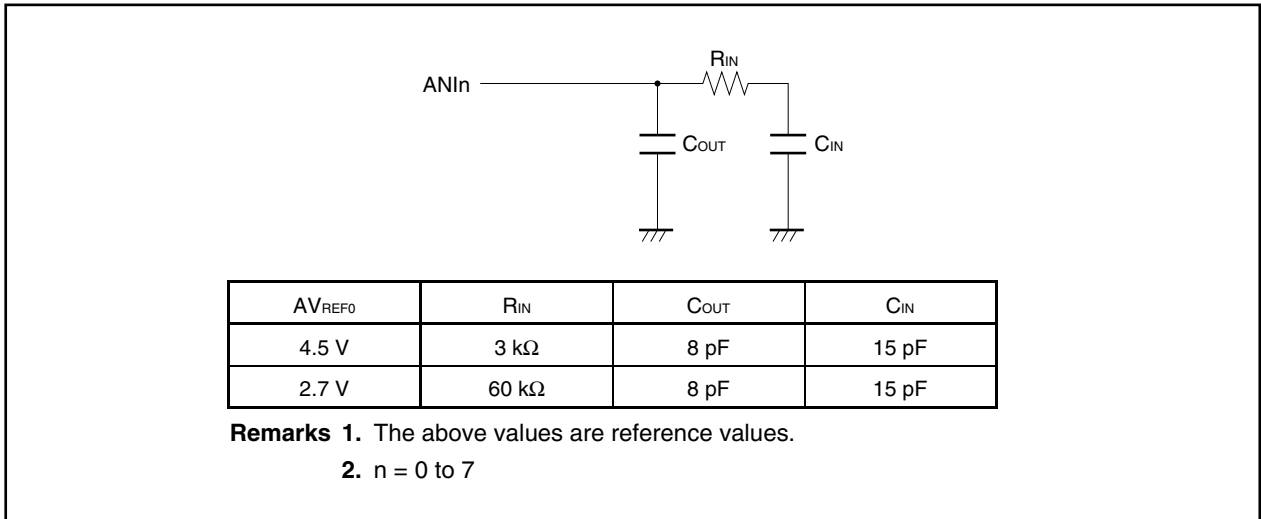 RIN
ANIn
COUT
CIN
AVREF0 RIN COUT CIN
4.5 V 3 kΩ 8 pF 15 pF
2.7 V 60 kΩ 8 pF 15 pF
Remarks 1. The above values are reference values.
2. n = 0 to 7